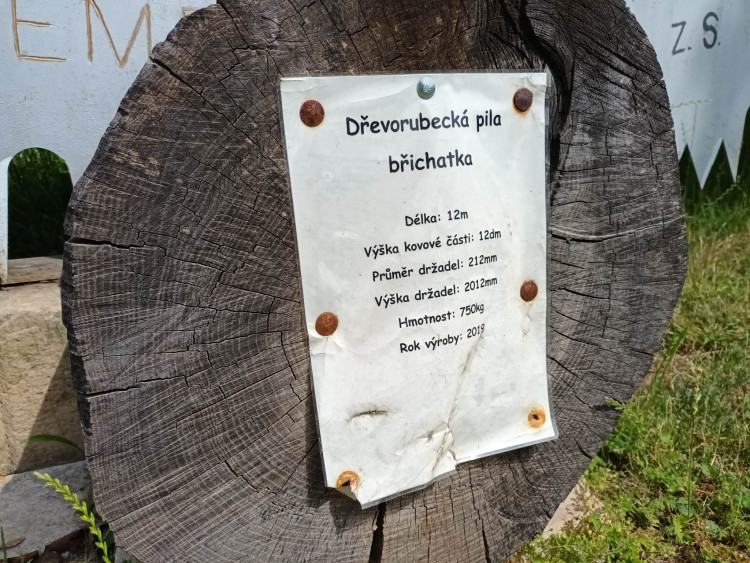 EM
Z.S.
Dřevorubecká pila
břichatka
Délka: 12m
Výška kovové části: 12dm
Průměr držadel: 212mm
Výška držadel: 2012mm
Hmotnost: 750kg
Rok výroby: 2019